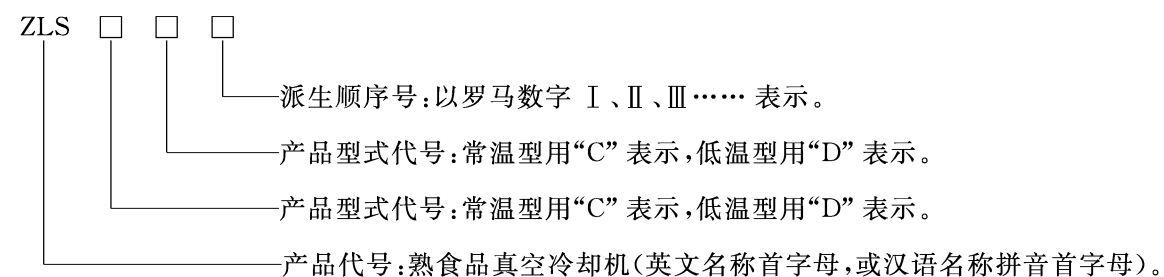 ZLS □ □ □
派生顺序号:以罗马数字 Ⅰ、Ⅱ、Ⅲ…… 表示。
产品型式代号:常温型用“C”表示,低温型用“D”表示。
产品型式代号:常温型用“C”表示,低温型用“D”表示。
产品代号:熟食品真空冷却机(英文名称首字母,或汉语名称拼音首字母)。